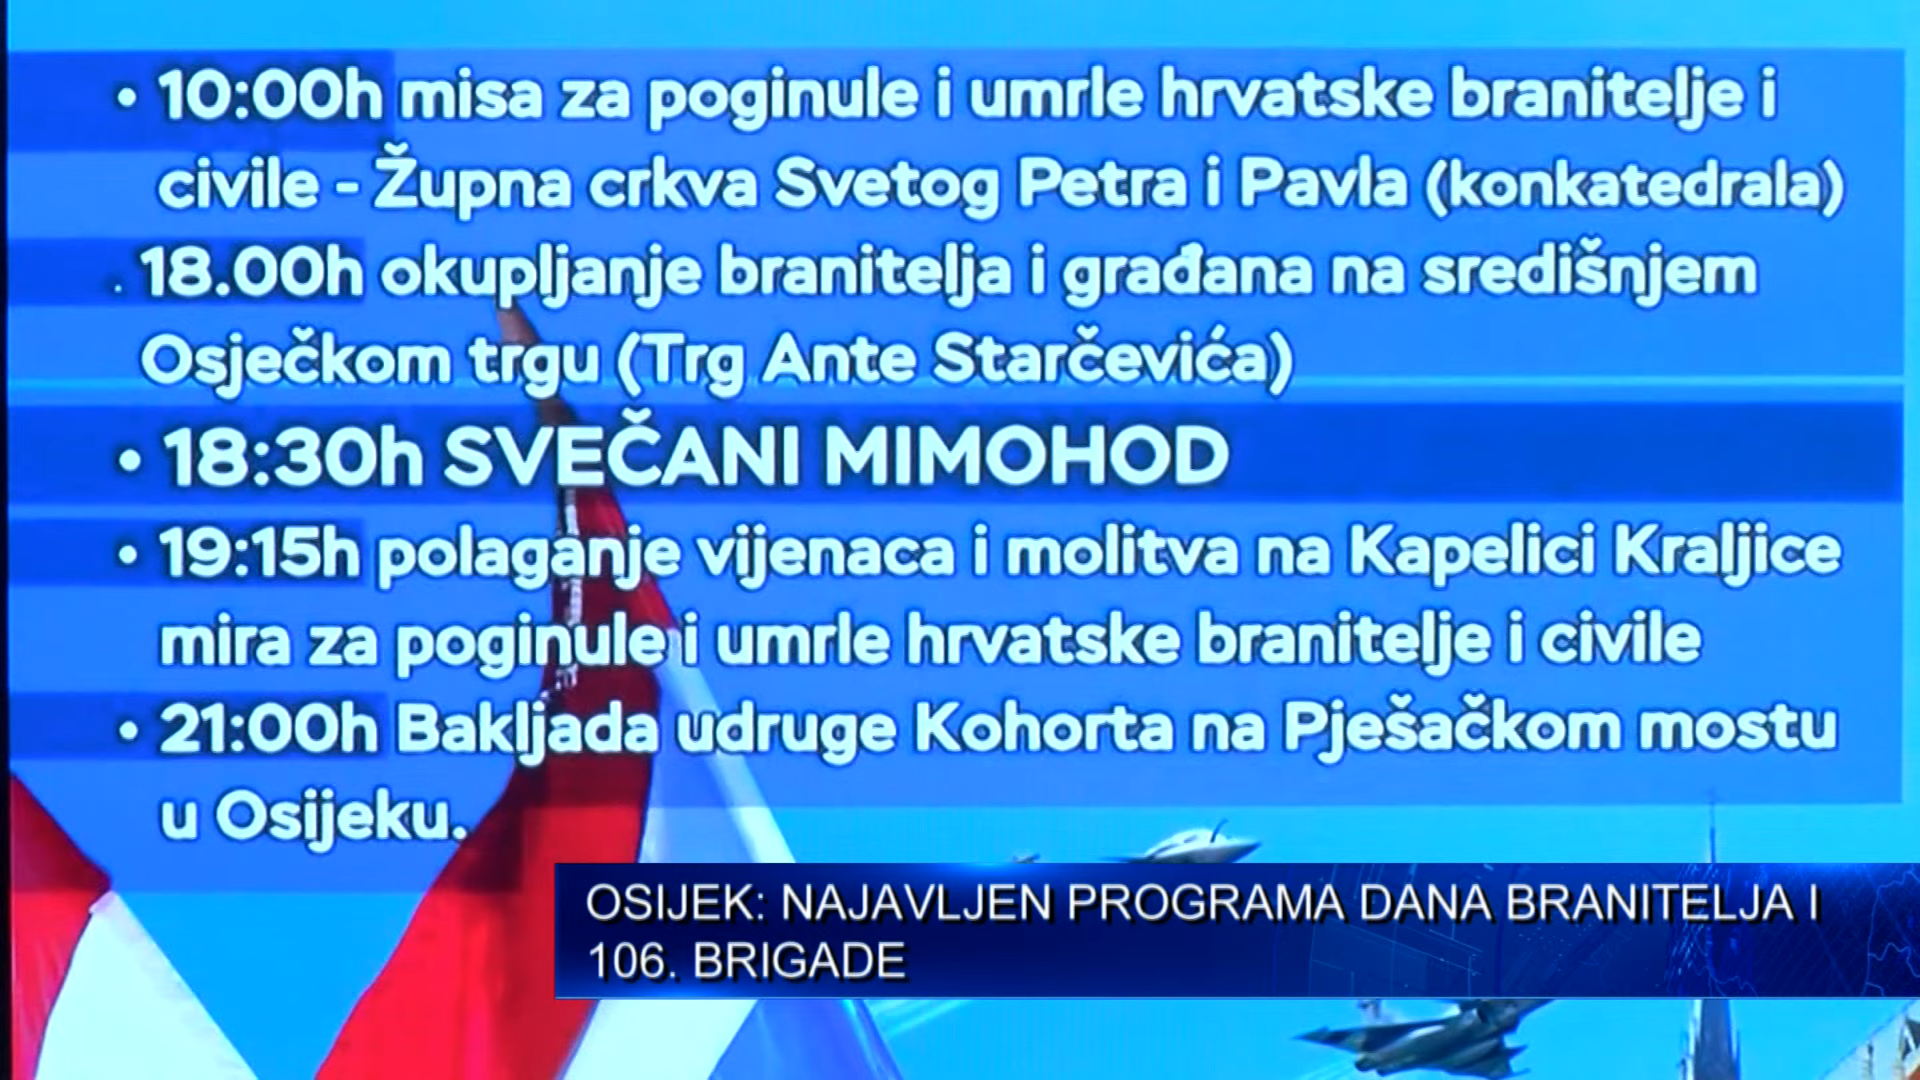 • 10:00h misa za poginule i umrle hrvatske branitelje i
civile - Župna crkva Svetog Petra i Pavla (konkatedrala)
. 18.00h okupljanje branitelja i građana na središnjem
Osječkom trgu (Trg Ante Starčevića)
• 18:30h SVEČANI MIMOHOD
• 19:15h polaganje vijenaca i molitva na Kapelici Kraljice
mira za poginule i umrle hrvatske branitelje i civile
• 21:00h Bakljada udruge Kohorta na Pješačkom mostu
u Osijeku.
OSIJEK: NAJAVLJEN PROGRAMA DANA BRANITELJA I
106. BRIGADE